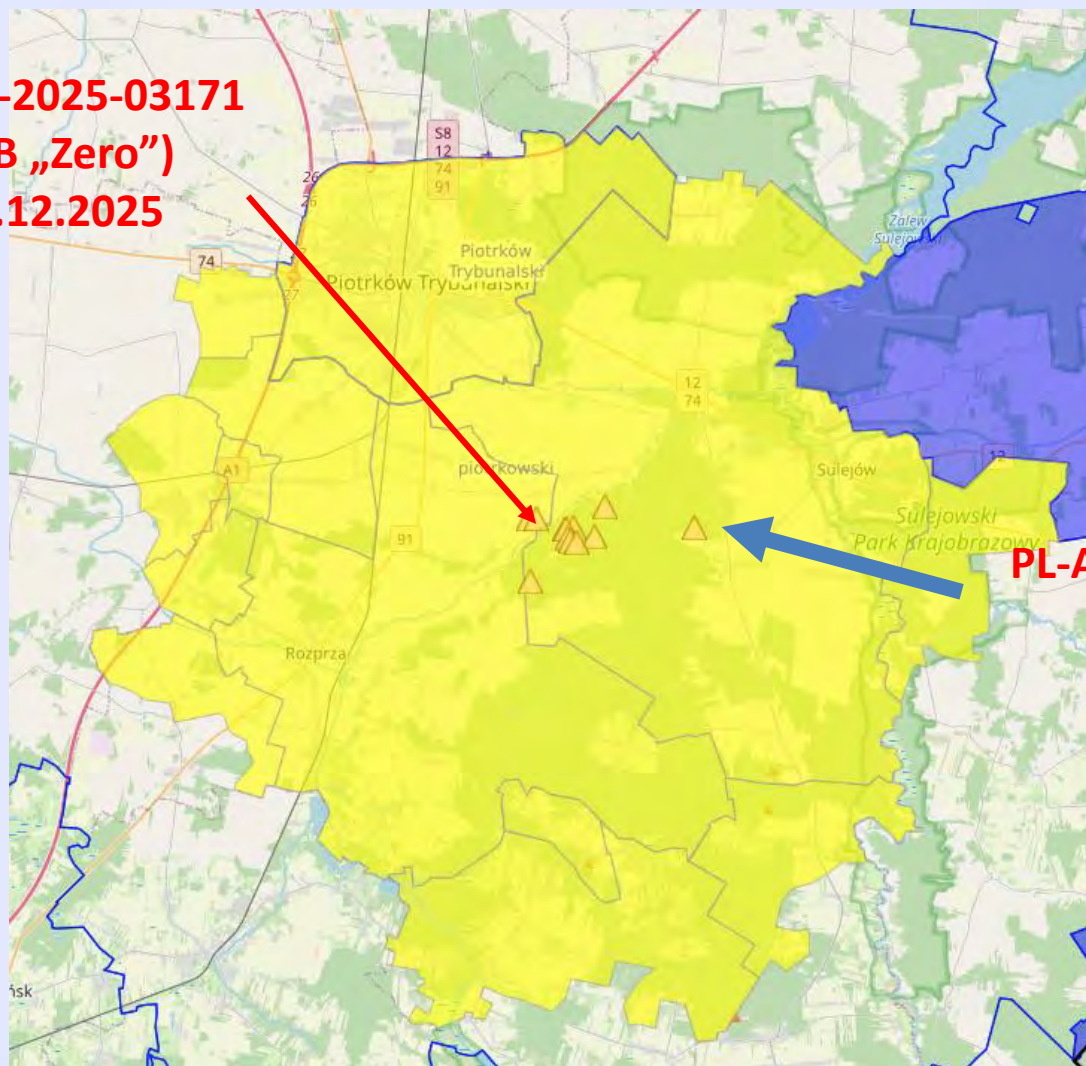 -2025-03171
B „Zero”)
.12.2025
S8
12
74
91
26
26
Zalew
Sulejowski
Piotrków
Trybunalski
74
Piotrków Trybunalski
27
12
74
12
A1
piotrkowski
Sulejów
91
Sulejowski
Park Krajobrazowy
PL-A
Rozprza
ńsk